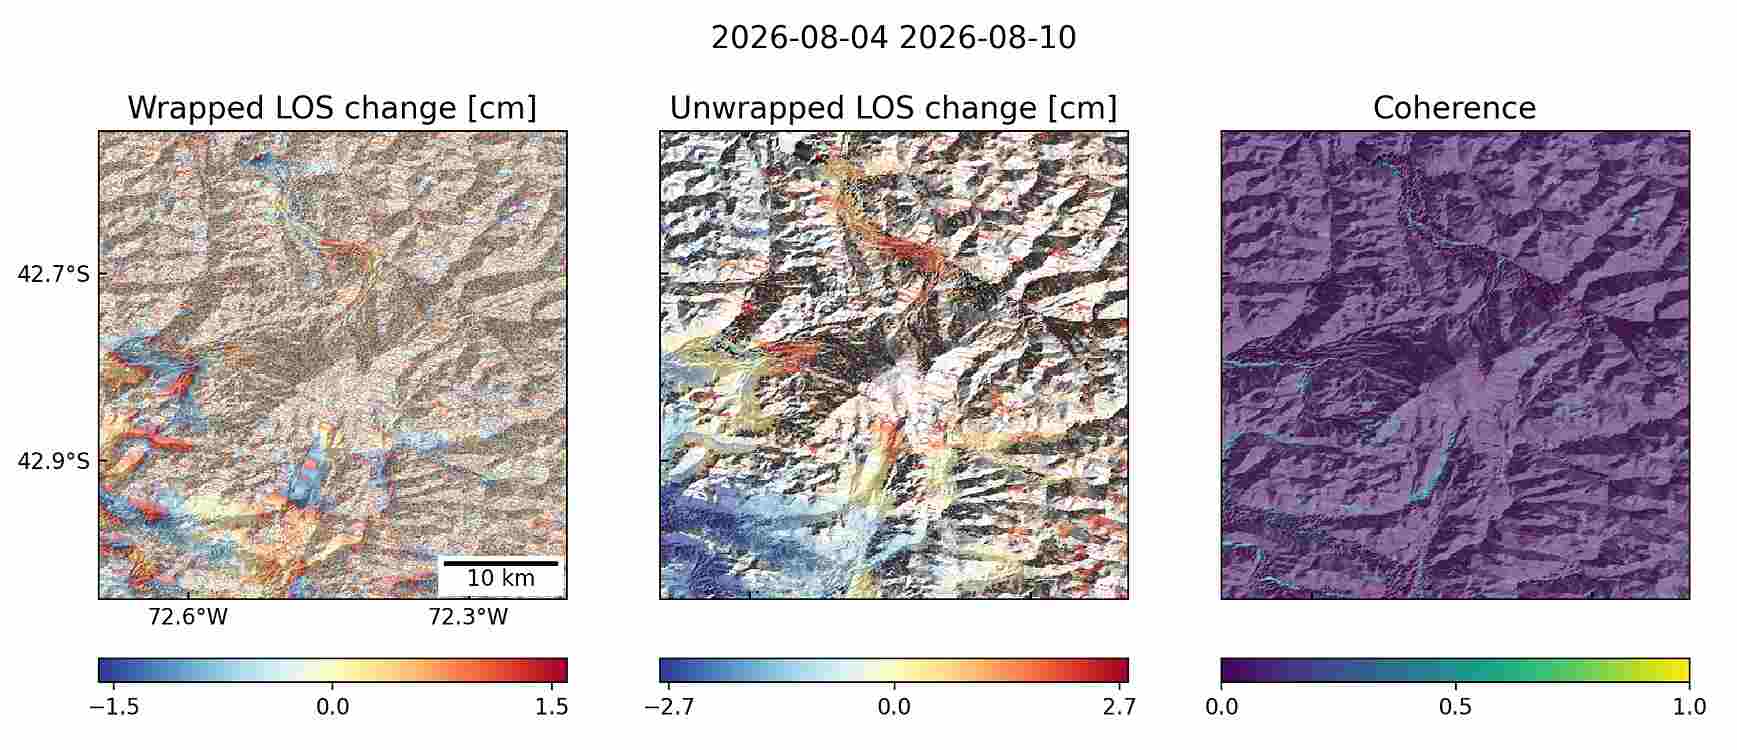 2026-08-04 2026-08-10
Wrapped LOS change [cm]
Unwrapped LOS change [cm]
Coherence
42.7°S
42.9°S
10 km
72.6°W
72.3°W
−1.5
0.0
1.5
−2.7
0.0
2.7
0.0
0.5
1.0